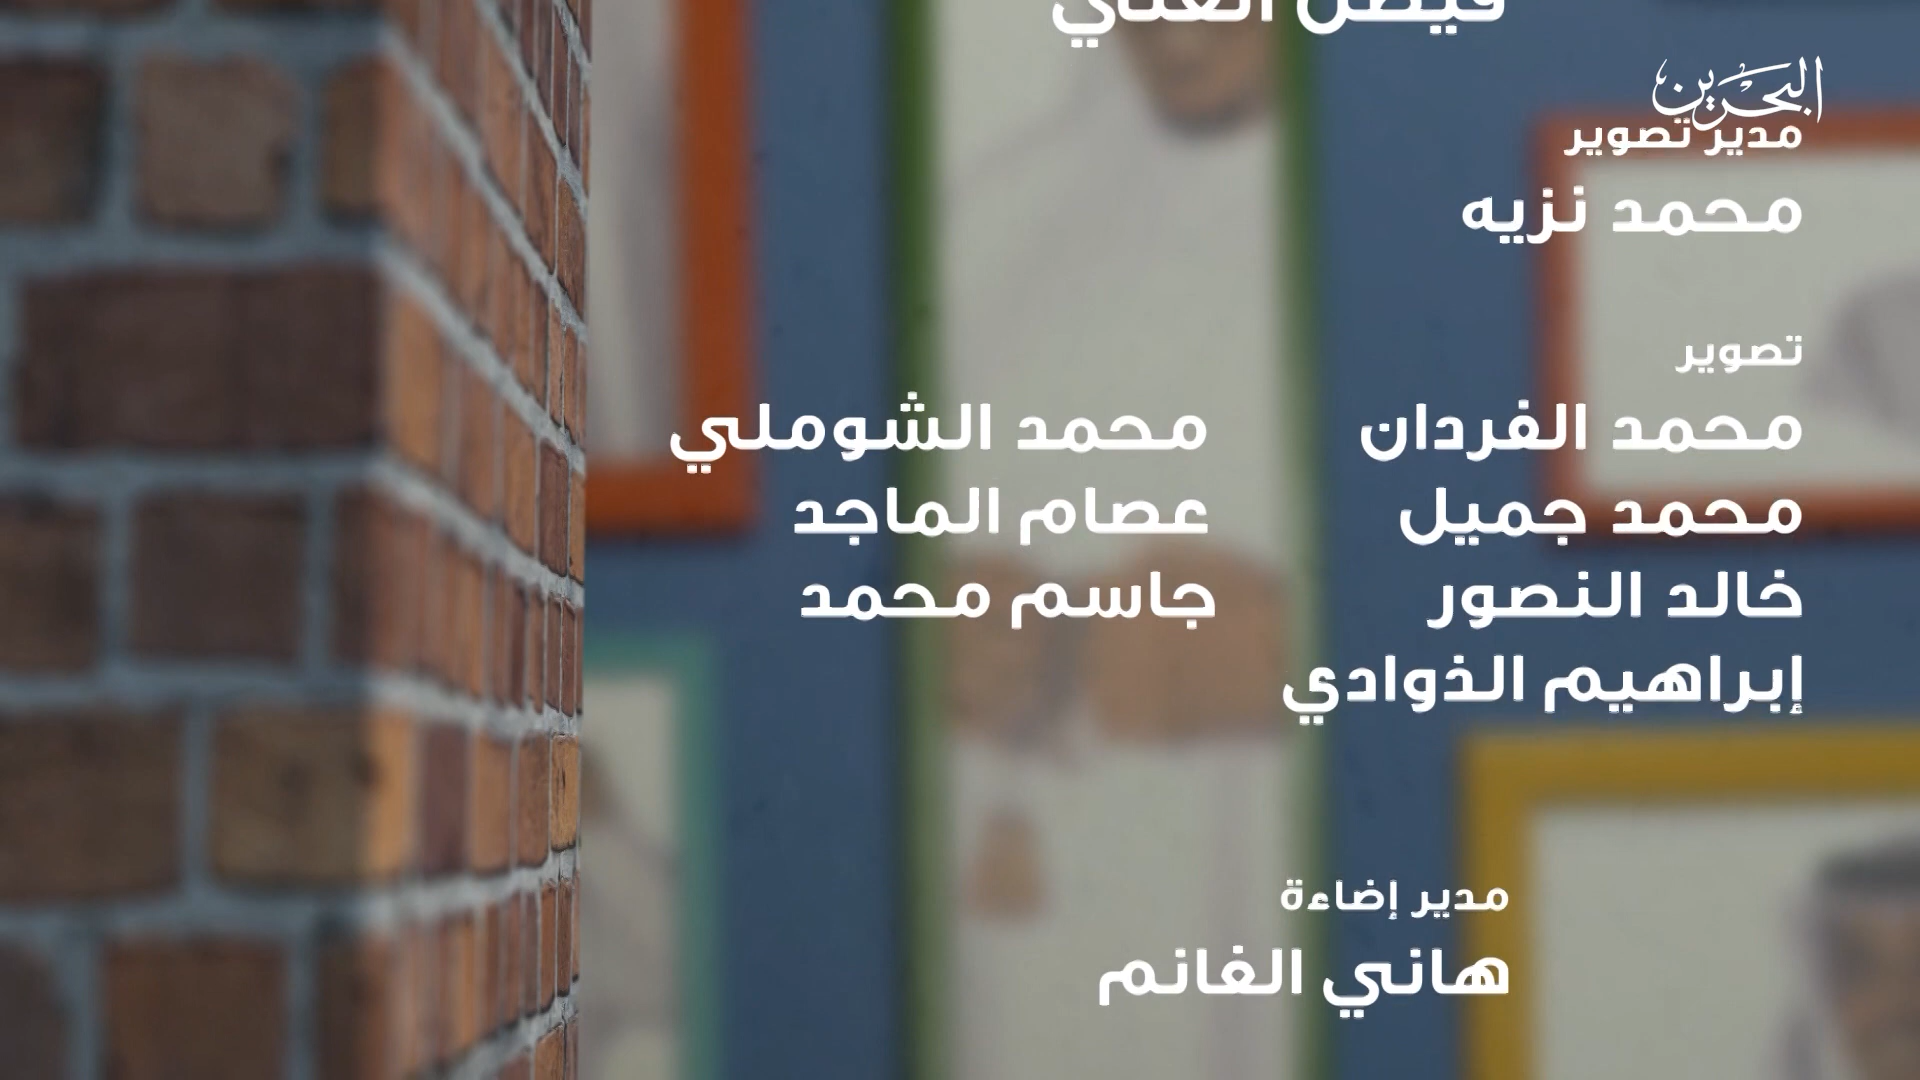 البحرين
مدير تصوير
محمد نزيه
تصوير
محمد الفردان محمد الشوملي
محمد جميل عصام الماجد
خالد النصور جاسم محمد
إبراهيم الذوادي
مدير إضاءة
هاني الغانم